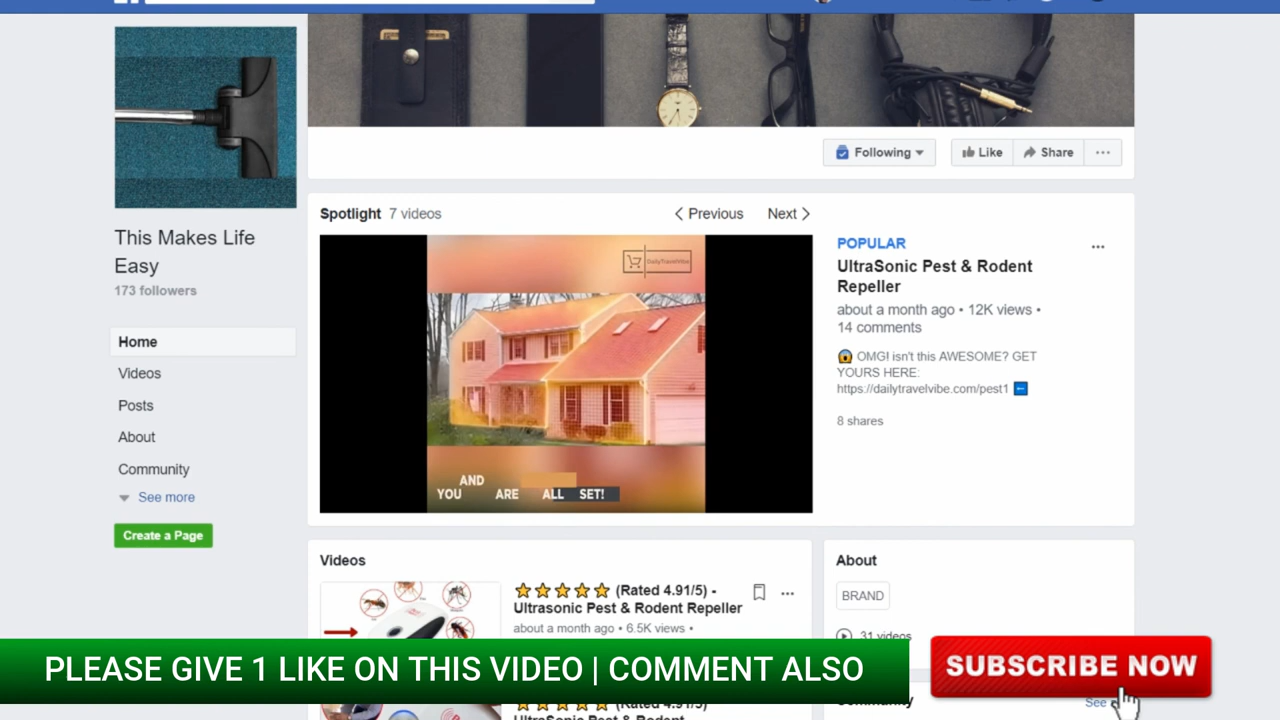 This Makes Life
Easy
173 followers
Home
Videos
Posts
About
Community
See more
Create a Page
Following
Like
Share
Spotlight 7 videos
Previous
Next
DailyTravelVibe
AND
YOU ARE ALL SET!
POPULAR
UltraSonic Pest & Rodent
Repeller
about a month ago • 12K views •
14 comments
OMG! isn't this AWESOME? GET
YOURS HERE:
https://dailytravelvibe.com/pest1
8 shares
Videos
(Rated 4.91/5) -
Ultrasonic Pest & Rodent Repeller
about a month ago • 6.5K views •
About
BRAND
31 videos
PLEASE GIVE 1 LIKE ON THIS VIDEO | COMMENT ALSO
SUBSCRIBE NOW
See